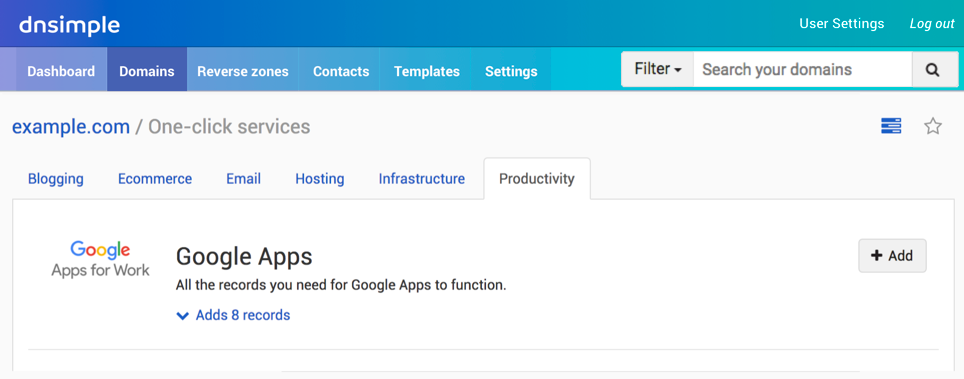 dnsimple
User Settings Log out
Dashboard Domains Reverse zones Contacts Templates Settings Filter Search your domains
example.com / One-click services
Blogging Ecommerce Email Hosting Infrastructure Productivity
Google
Apps for Work
Google Apps
+ Add
All the records you need for Google Apps to function.
Adds 8 records